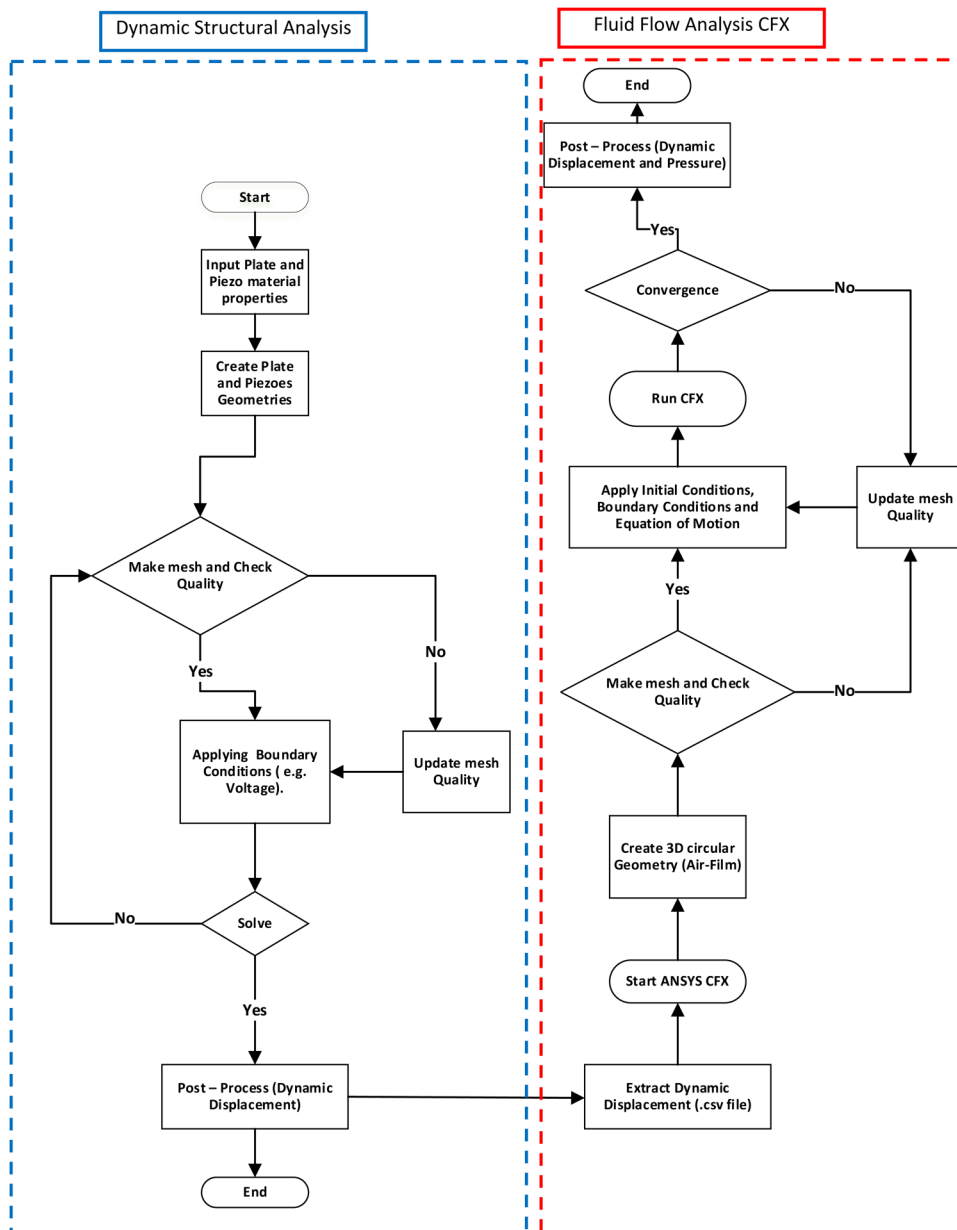 Dynamic Structural Analysis
Start
Input Plate and
Piezo material
properties
Create Plate
and Piezoes
Geometries
Make mesh and Check
Quality
No
Yes
Applying Boundary
Conditions ( e.g.
Voltage).
Update mesh
Quality
No
Solve
Yes
Post – Process (Dynamic
Displacement)
End
Fluid Flow Analysis CFX
End
Post – Process (Dynamic
Displacement and Pressure)
Yes
Convergence
No
Run CFX
Apply Initial Conditions,
Boundary Conditions and
Equation of Motion
Update mesh
Quality
Yes
Make mesh and Check
Quality
No
Create 3D circular
Geometry (Air-Film)
Start ANSYS CFX
Extract Dynamic
Displacement (.csv file)